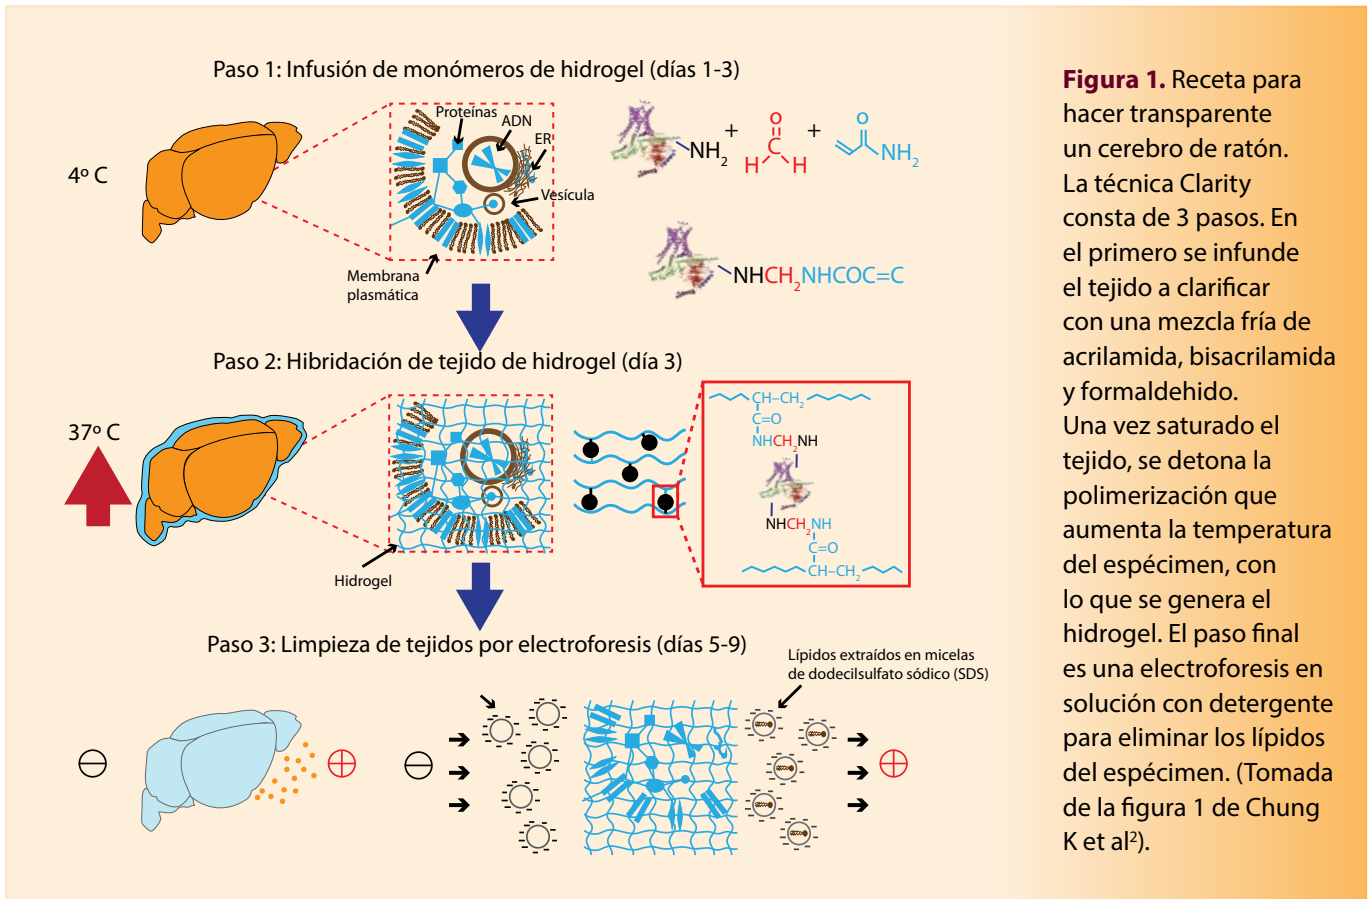 Paso 1: Infusión de monómeros de hidrogel (días 1-3)
4º C
Proteínas
ADN
ER
Vesícula
Membrana
plasmática
NH2
+
O
C
H H
+
O
NH2
NHCH2NHCOC=C
Paso 2: Hibridación de tejido de hidrogel (día 3)
37º C
Hidrogel
CH–CH2
C=O
NHCH2NH
NHCH2NH
C=O
CH–CH2
Paso 3: Limpieza de tejidos por electroforesis (días 5-9)
Lípidos extraídos en micelas
de dodecilsulfato sódico (SDS)
Figura 1. Receta para
hacer transparente
un cerebro de ratón.
La técnica Clarity
consta de 3 pasos. En
el primero se infunde
el tejido a clarificar
con una mezcla fría de
acrilamida, bisacrilamida
y formaldehido.
Una vez saturado el
tejido, se detona la
polimerización que
aumenta la temperatura
del espécimen, con
lo que se genera el
hidrogel. El paso final
es una electroforesis en
solución con detergente
para eliminar los lípidos
del espécimen. (Tomada
de la figura 1 de Chung
K et al²).